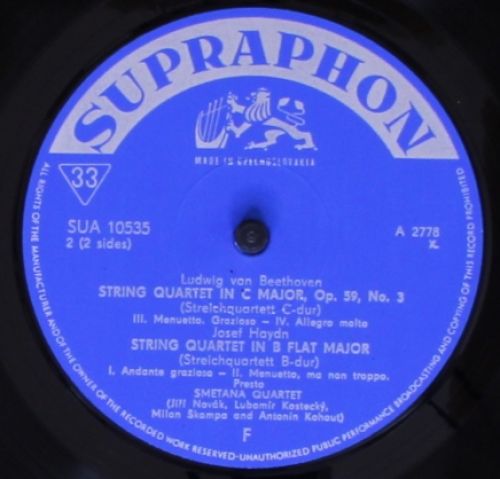 SUPRAPHON
MADE IN CZECHOSLOVAKIA
33
SUA 10535
2 (2 sides)
A 2778
x.
Ludwig van Beethoven
STRING QUARTET IN C MAJOR, Op. 59, No. 3
(Streichquartett C-dur)
III. Menuetto. Grazioso – IV. Allegro molto
Josef Haydn
STRING QUARTET IN B FLAT MAJOR
(Streichquartett B-dur)
I. Andante grazioso – II. Menuetto, ma non troppo.
Presto
SMETANA QUARTET
(Jiří Novák, Lubomír Kostecký,
Milan Škampa and Antonín Kohout)
F
ALL RIGHTS OF THE MANUFACTURER AND OF THE OWNER OF THE RECORDED WORK RESERVED-UNAUTHORIZED PUBLIC PERFORMANCE BROADCASTING AND COPYING OF THIS RECORD PROHIBITED